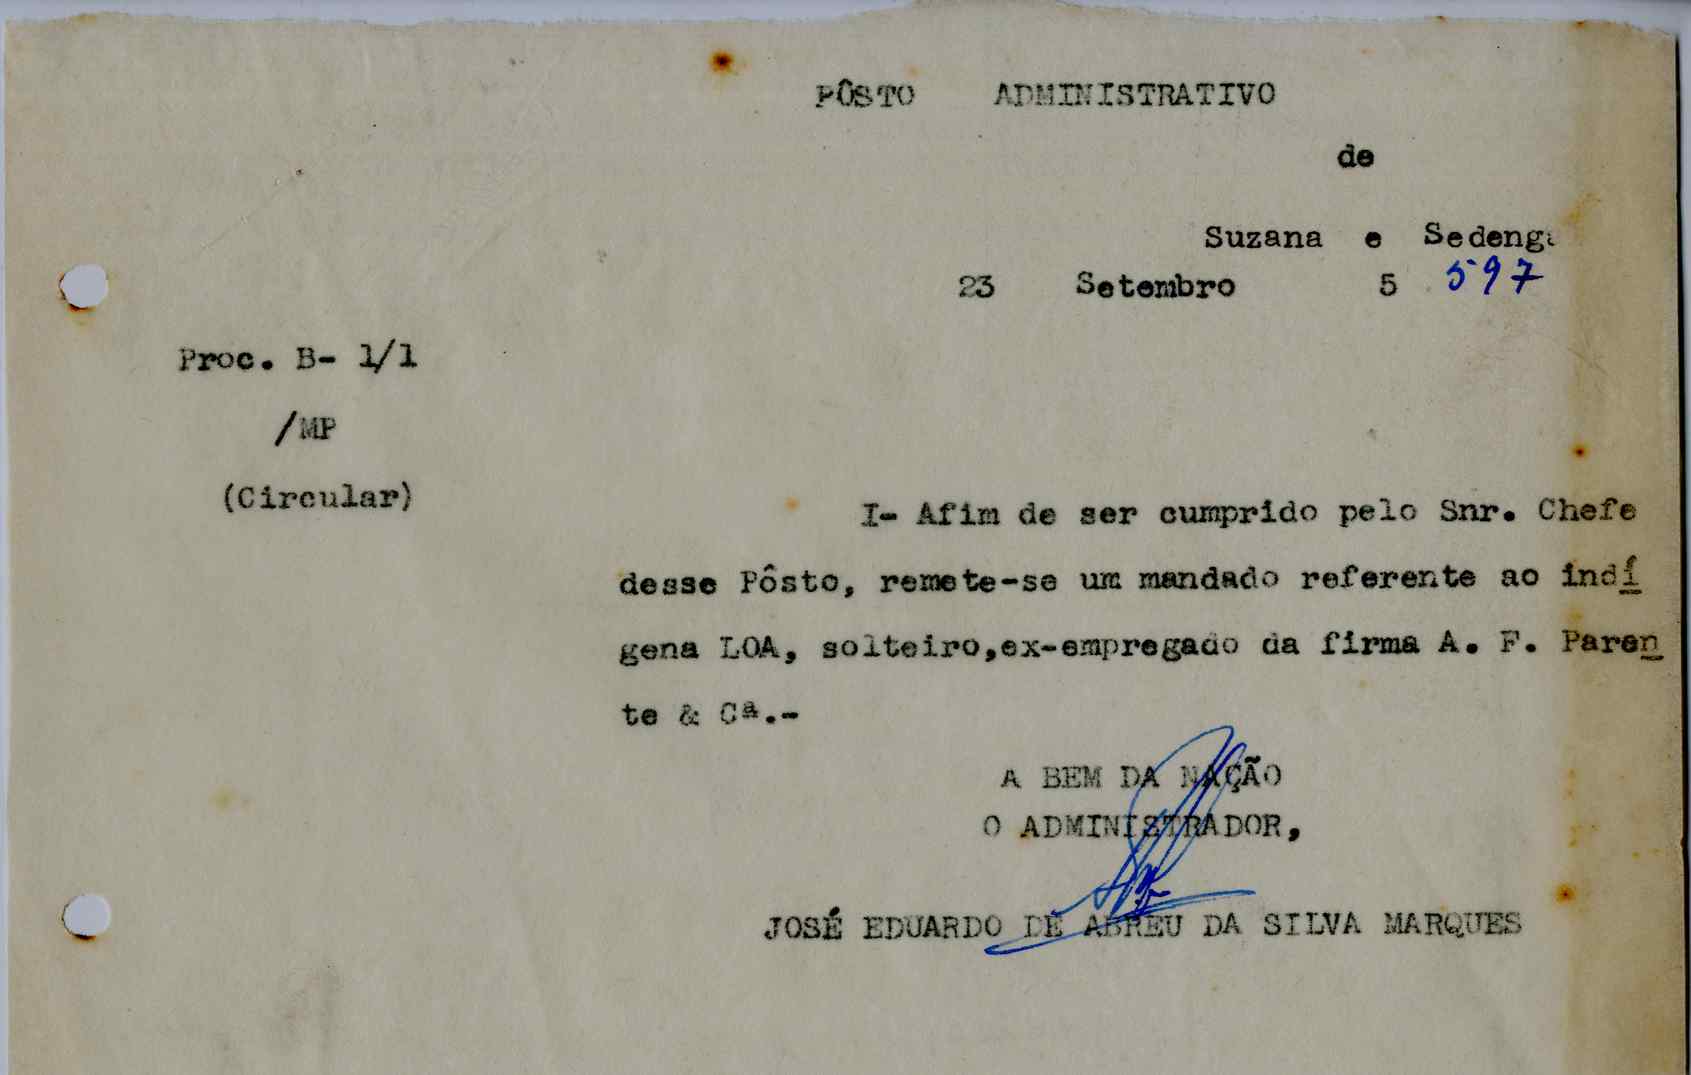 PÔSTO ADMINISTRATIVO
de
Suzana e Sedenga
23 Setembro 5 597
Proc. B- 1/1
/MP
(Circular)
I- Afim de ser cumprido pelo Snr. Chefe
desse Pôsto, remete-se um mandado referente ao indí
gena LOA, solteiro,ex-empregado da firma A. F. Paren
te & Cª.-
A BEM DA NAÇÃO
O ADMINISTRADOR,
JOSÉ EDUARDO DE ABREU DA SILVA MARQUES